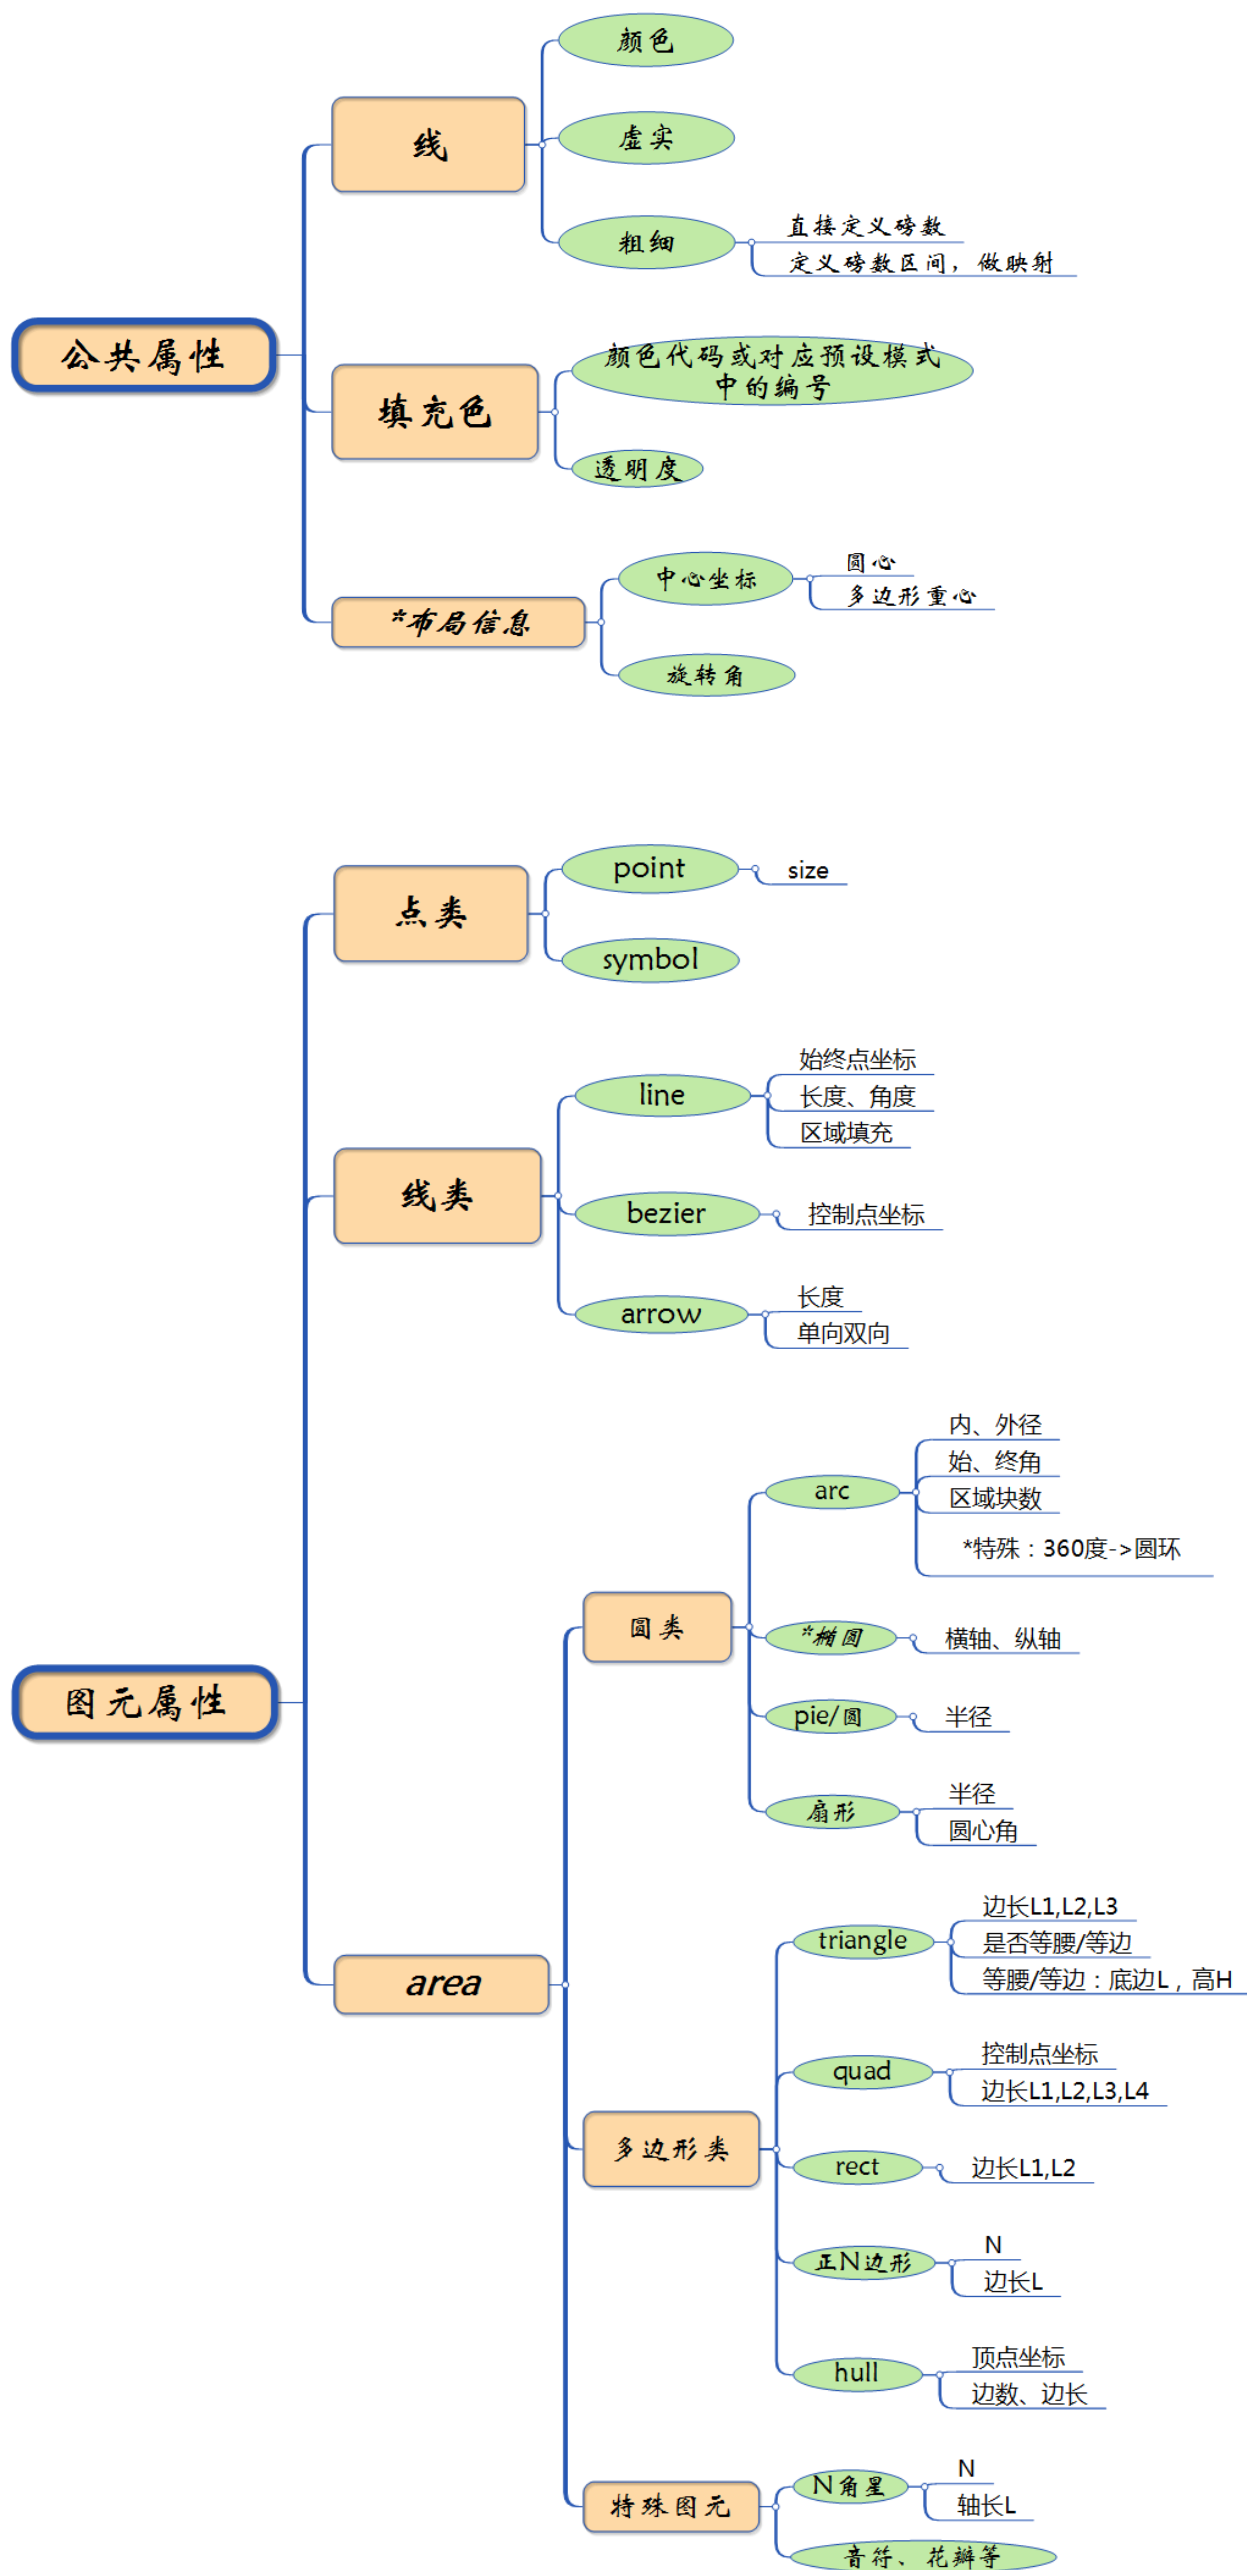 公共属性
线
颜色
虚实
粗细
直接定义磅数
定义磅数区间，做映射
填充色
颜色代码或对应预设模式
中的编号
透明度
*布局信息
中心坐标
圆心
多边形重心
旋转角
图元属性
点类
point
size
symbol
线类
line
始终点坐标
长度、角度
区域填充
bezier
控制点坐标
arrow
长度
单向双向
area
圆类
arc
内、外径
始、终角
区域块数
*特殊：360度->圆环
*椭圆
横轴、纵轴
pie/圆
半径
扇形
半径
圆心角
多边形类
triangle
边长L1,L2,L3
是否等腰/等边
等腰/等边：底边L，高H
quad
控制点坐标
边长L1,L2,L3,L4
rect
边长L1,L2
正N边形
N
边长L
hull
顶点坐标
边数、边长
特殊图元
N角星
N
轴长L
音符、花瓣等